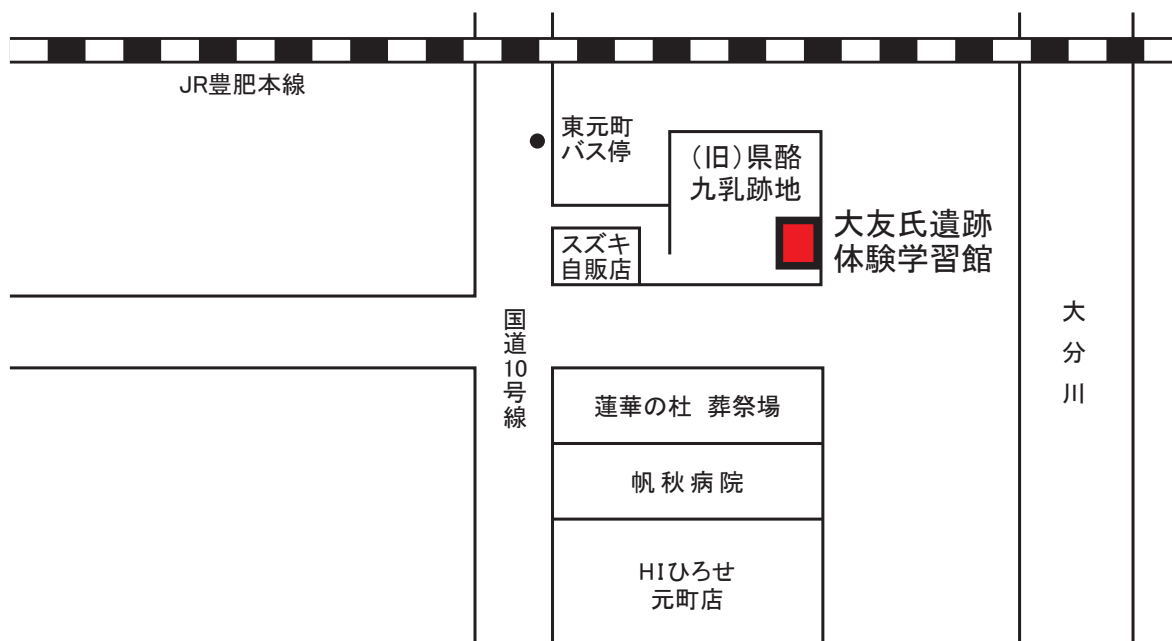 JR豊肥本線
東元町
バス停
（旧）県酪
九乳跡地
大友氏遺跡
体験学習館
スズキ
自販店
国道10号線
大分川
蓮華の杜 葬祭場
帆秋病院
HIひろせ
元町店